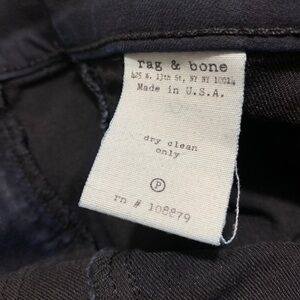 rag & bone
425 W. 13th St, NY NY 10014
Made in U.S.A.
dry clean
only
P
rn # 108879